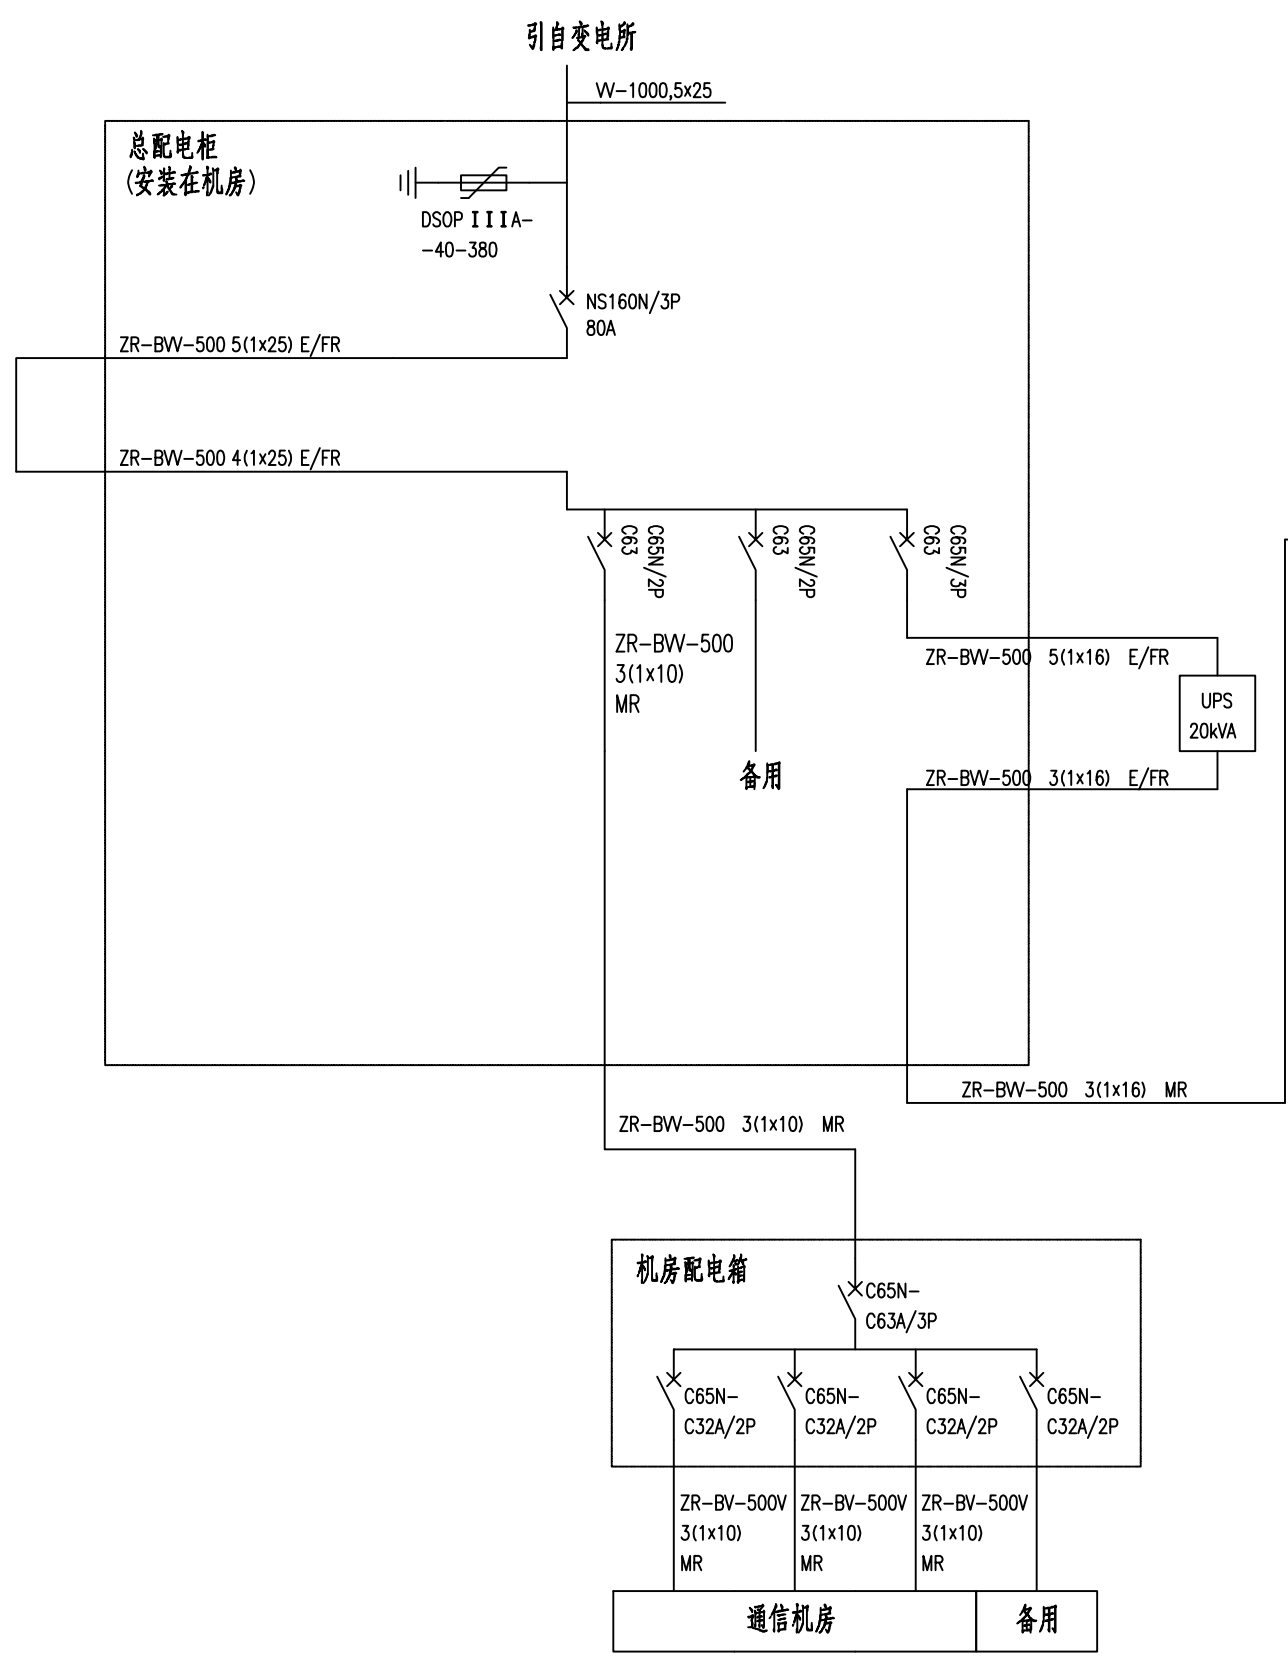 引自变电所
VV-1000,5x25
总配电柜
(安装在机房)
DSOP I I I A-
-40-380
NS160N/3P
80A
ZR-BVV-500 5(1x25) E/FR
ZR-BVV-500 4(1x25) E/FR
C65N/2P
C63
C65N/2P
C63
C65N/3P
C63
ZR-BVV-500
3(1x10)
MR
备用
ZR-BVV-500 5(1x16) E/FR
UPS
20kVA
ZR-BVV-500 3(1x16) E/FR
ZR-BVV-500 3(1x16) MR
ZR-BVV-500 3(1x10) MR
机房配电箱
C65N-
C63A/3P
C65N-
C32A/2P
C65N-
C32A/2P
C65N-
C32A/2P
C65N-
C32A/2P
ZR-BV-500V
3(1x10)
MR
ZR-BV-500V
3(1x10)
MR
ZR-BV-500V
3(1x10)
MR
通信机房
备用